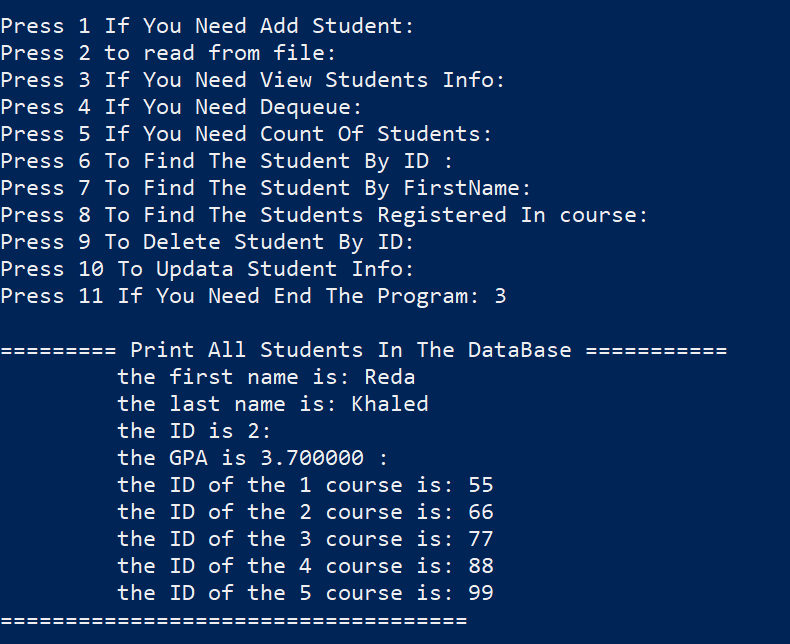 Press 1 If You Need Add Student:
Press 2 to read from file:
Press 3 If You Need View Students Info:
Press 4 If You Need Dequeue:
Press 5 If You Need Count Of Students:
Press 6 To Find The Student By ID :
Press 7 To Find The Student By FirstName:
Press 8 To Find The Students Registered In course:
Press 9 To Delete Student By ID:
Press 10 To Updata Student Info:
Press 11 If You Need End The Program: 3
========= Print All Students In The DataBase ===========
the first name is: Reda
the last name is: Khaled
the ID is 2:
the GPA is 3.700000 :
the ID of the 1 course is: 55
the ID of the 2 course is: 66
the ID of the 3 course is: 77
the ID of the 4 course is: 88
the ID of the 5 course is: 99
====================================